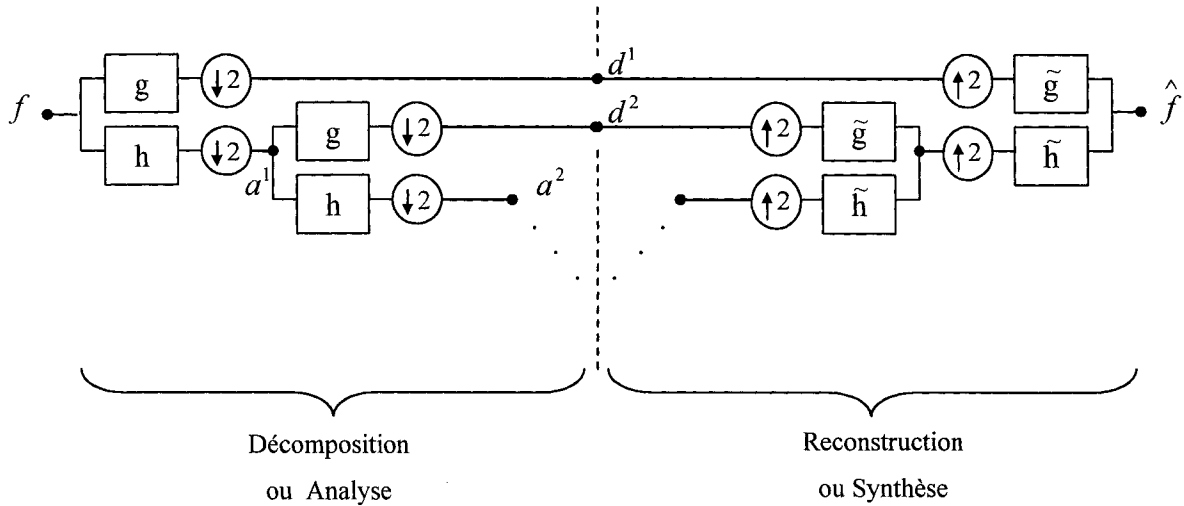 f g ↓2 d¹ ↑2 g̃ f̂
h ↓2 a¹ g ↓2 d² ↑2 g̃ ↑2 h̃
h ↓2 a² ↑2 h̃
Décomposition
ou Analyse
Reconstruction
ou Synthèse